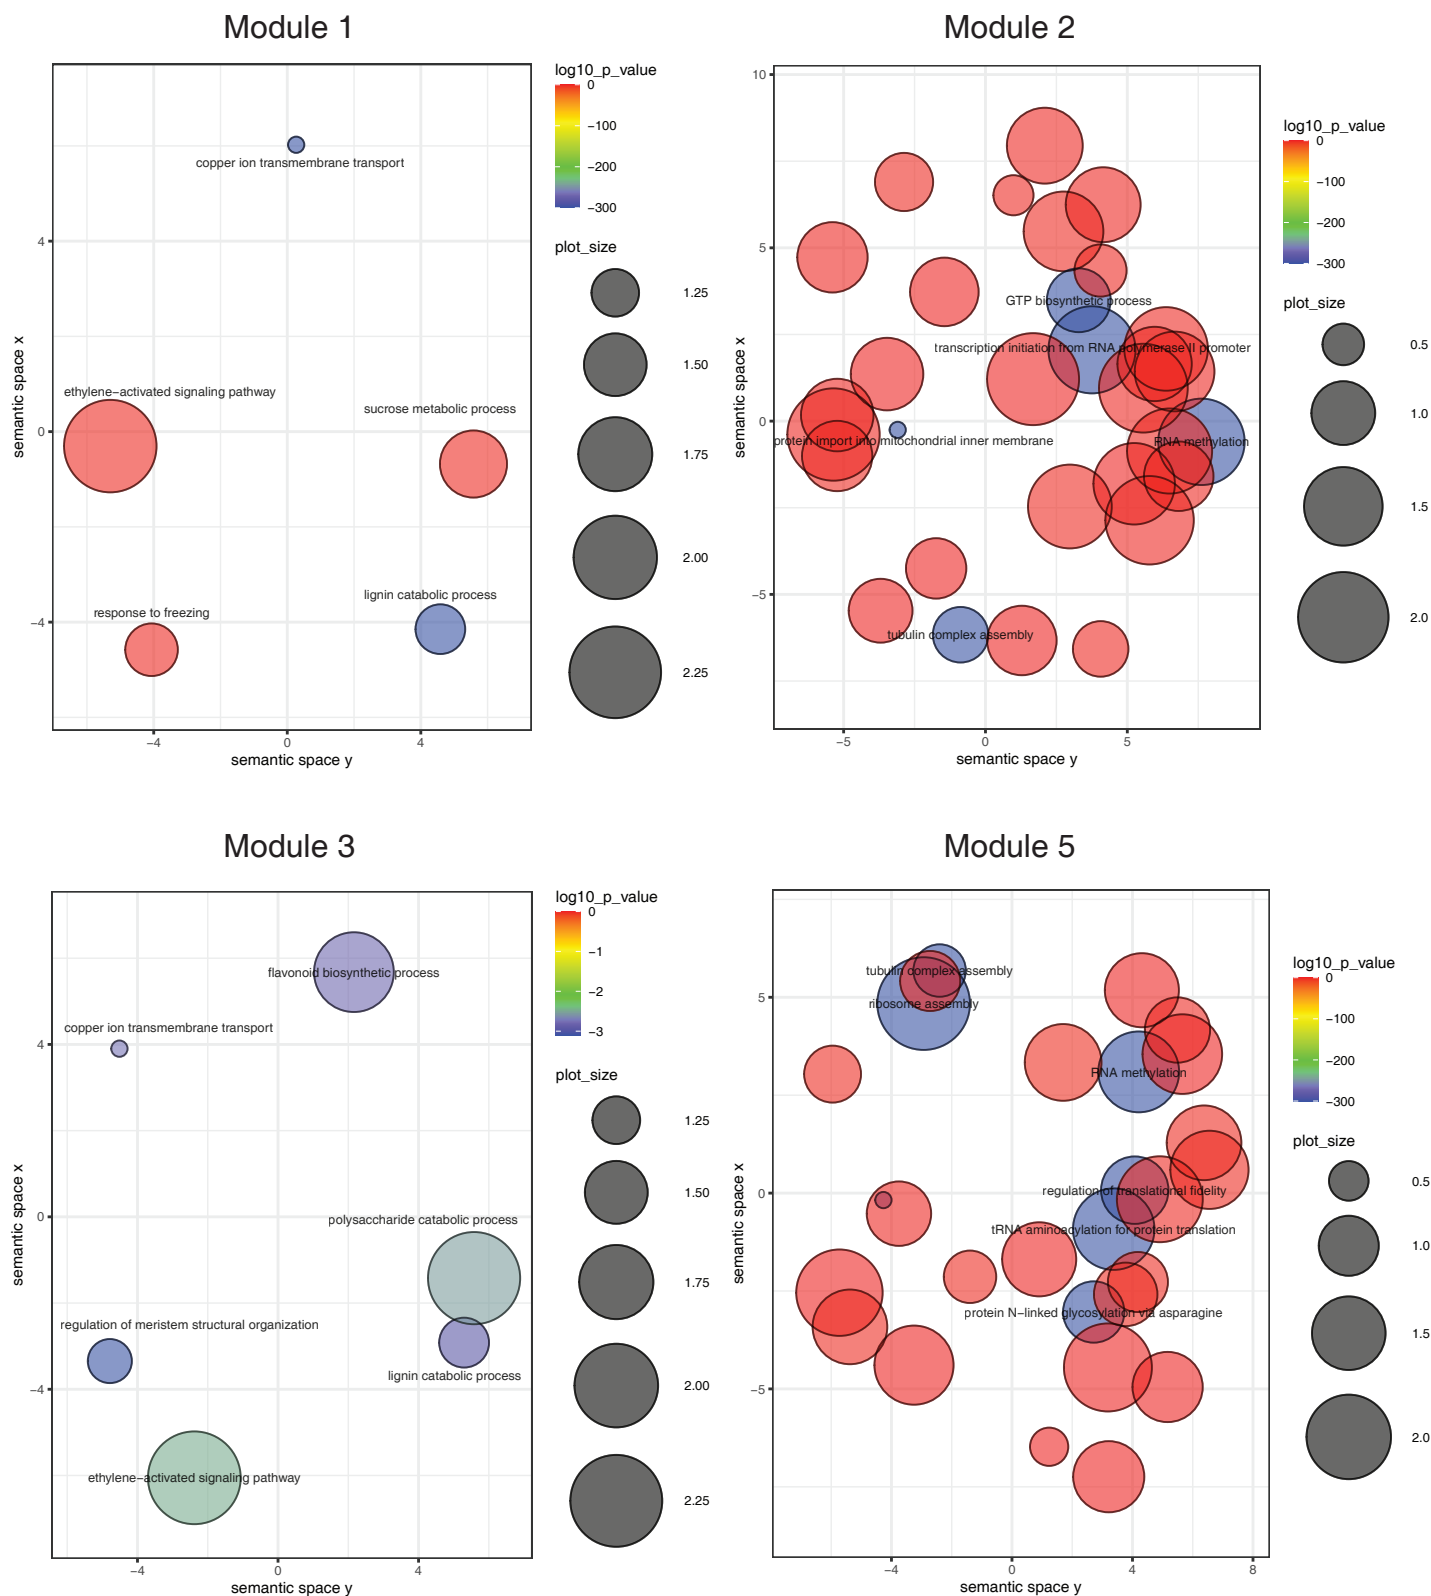 Module 1
log10_p_value
0
−100
−200
−300
plot_size
1.25
1.50
1.75
2.00
2.25
copper ion transmembrane transport
ethylene−activated signaling pathway
sucrose metabolic process
response to freezing
lignin catabolic process
4
0
−4
−4
0
4
semantic space x
semantic space y
Module 2
log10_p_value
0
−100
−200
−300
plot_size
0.5
1.0
1.5
2.0
GTP biosynthetic process
transcription initiation from RNA polymerase II promoter
protein import into mitochondrial inner membrane
RNA methylation
tubulin complex assembly
10
5
0
−5
−5
0
5
semantic space x
semantic space y
Module 3
log10_p_value
0
−1
−2
−3
plot_size
1.25
1.50
1.75
2.00
2.25
flavonoid biosynthetic process
copper ion transmembrane transport
polysaccharide catabolic process
regulation of meristem structural organization
lignin catabolic process
ethylene−activated signaling pathway
4
0
−4
−4
0
4
semantic space x
semantic space y
Module 5
log10_p_value
0
−100
−200
−300
plot_size
0.5
1.0
1.5
2.0
tubulin complex assembly
ribosome assembly
RNA methylation
regulation of translational fidelity
tRNA aminoacylation for protein translation
protein N−linked glycosylation via asparagine
5
0
−5
−4
0
4
8
semantic space x
semantic space y